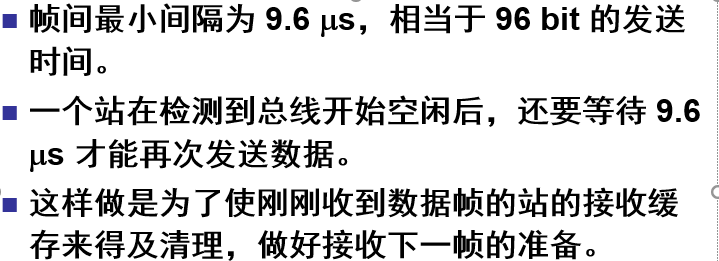 帧间最小间隔为 9.6 μs，相当于 96 bit 的发送
时间。
一个站在检测到总线开始空闲后，还要等待 9.6
μs 才能再次发送数据。
这样做是为了使刚刚收到数据帧的站的接收缓
存来得及清理，做好接收下一帧的准备。